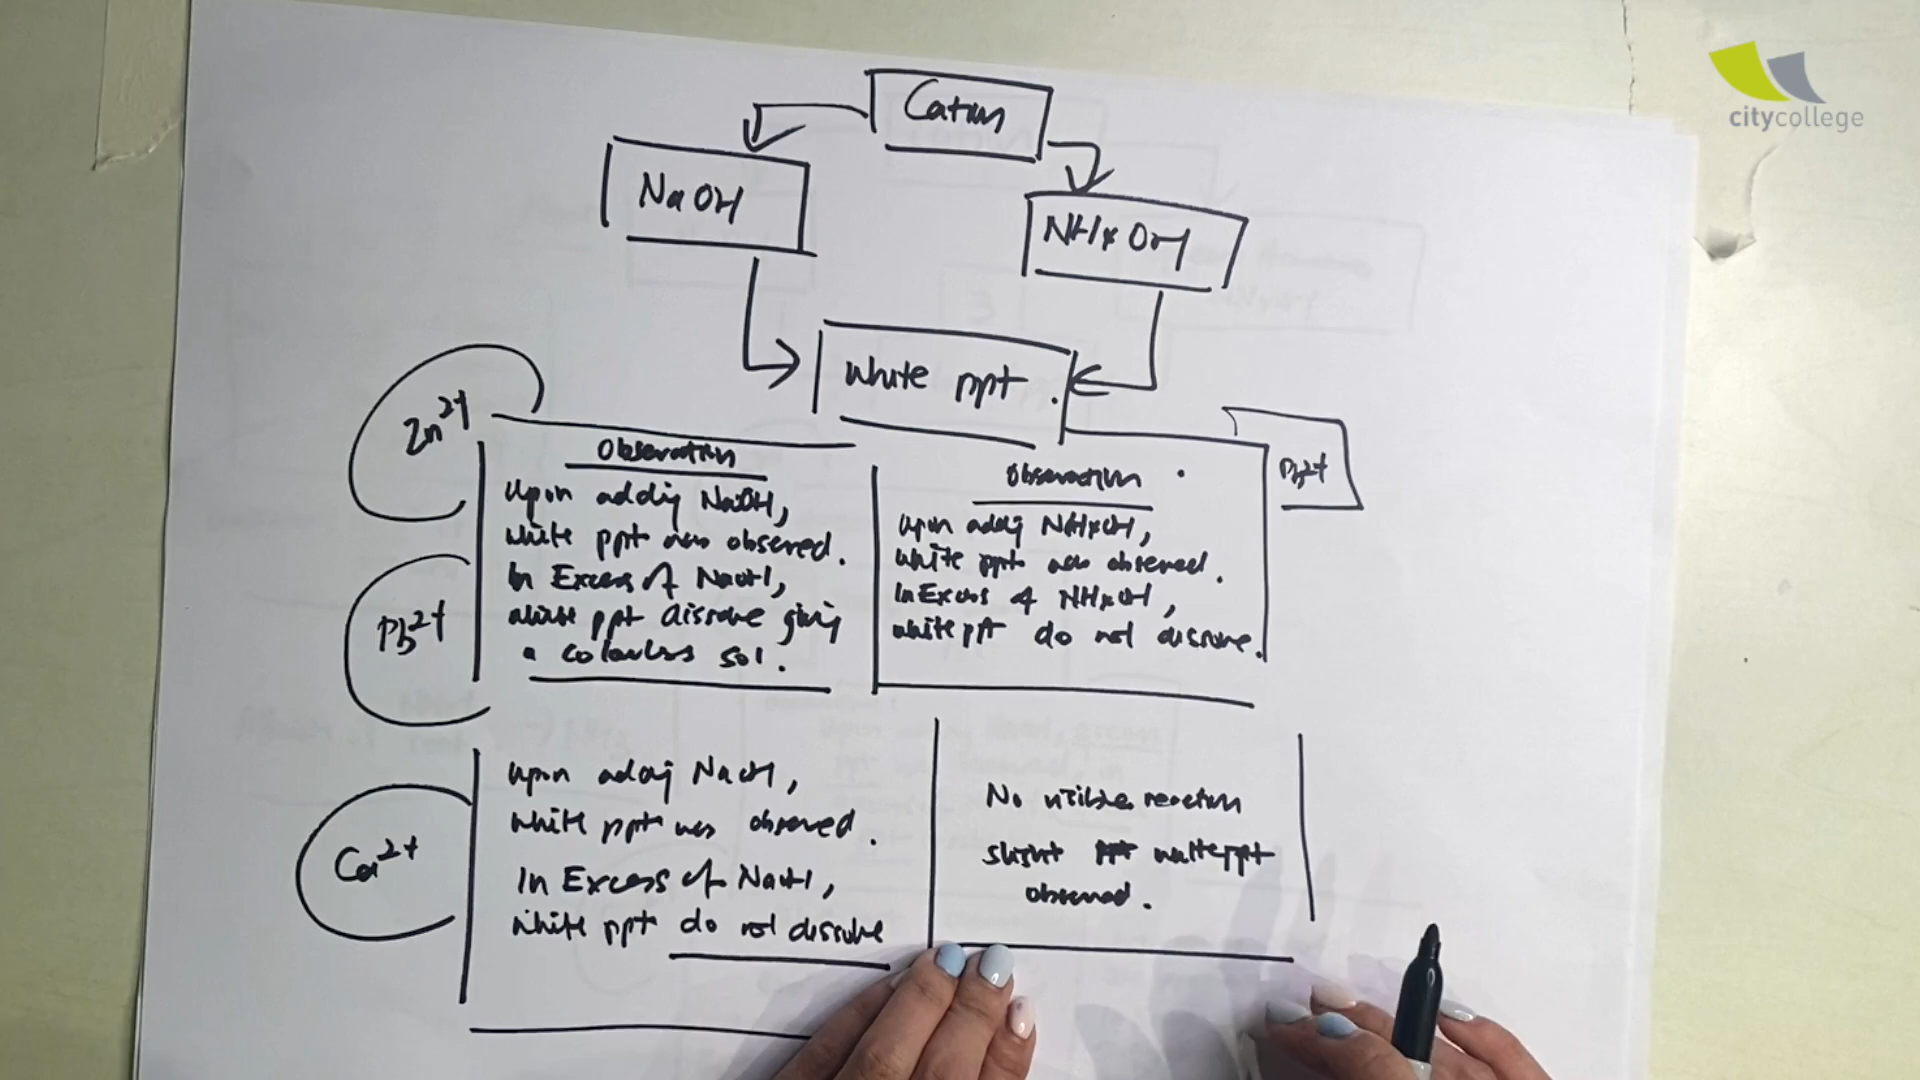 citycollege
Cation
NaOH
NH4OH
White ppt.
Zn2+
Pb2+
Observation
Upon adding NaOH,
white ppt was observed.
In Excess of NaOH,
white ppt dissolve giving
a colourless sol.
Observation
Upon adding NH4OH,
white ppt was observed.
In Excess of NH4OH,
white ppt do not dissolve.
Pb2+
Ca2+
Upon adding NaOH,
white ppt was observed.
In Excess of NaOH,
white ppt do not dissolve
No visible reaction
slight white ppt
observed.